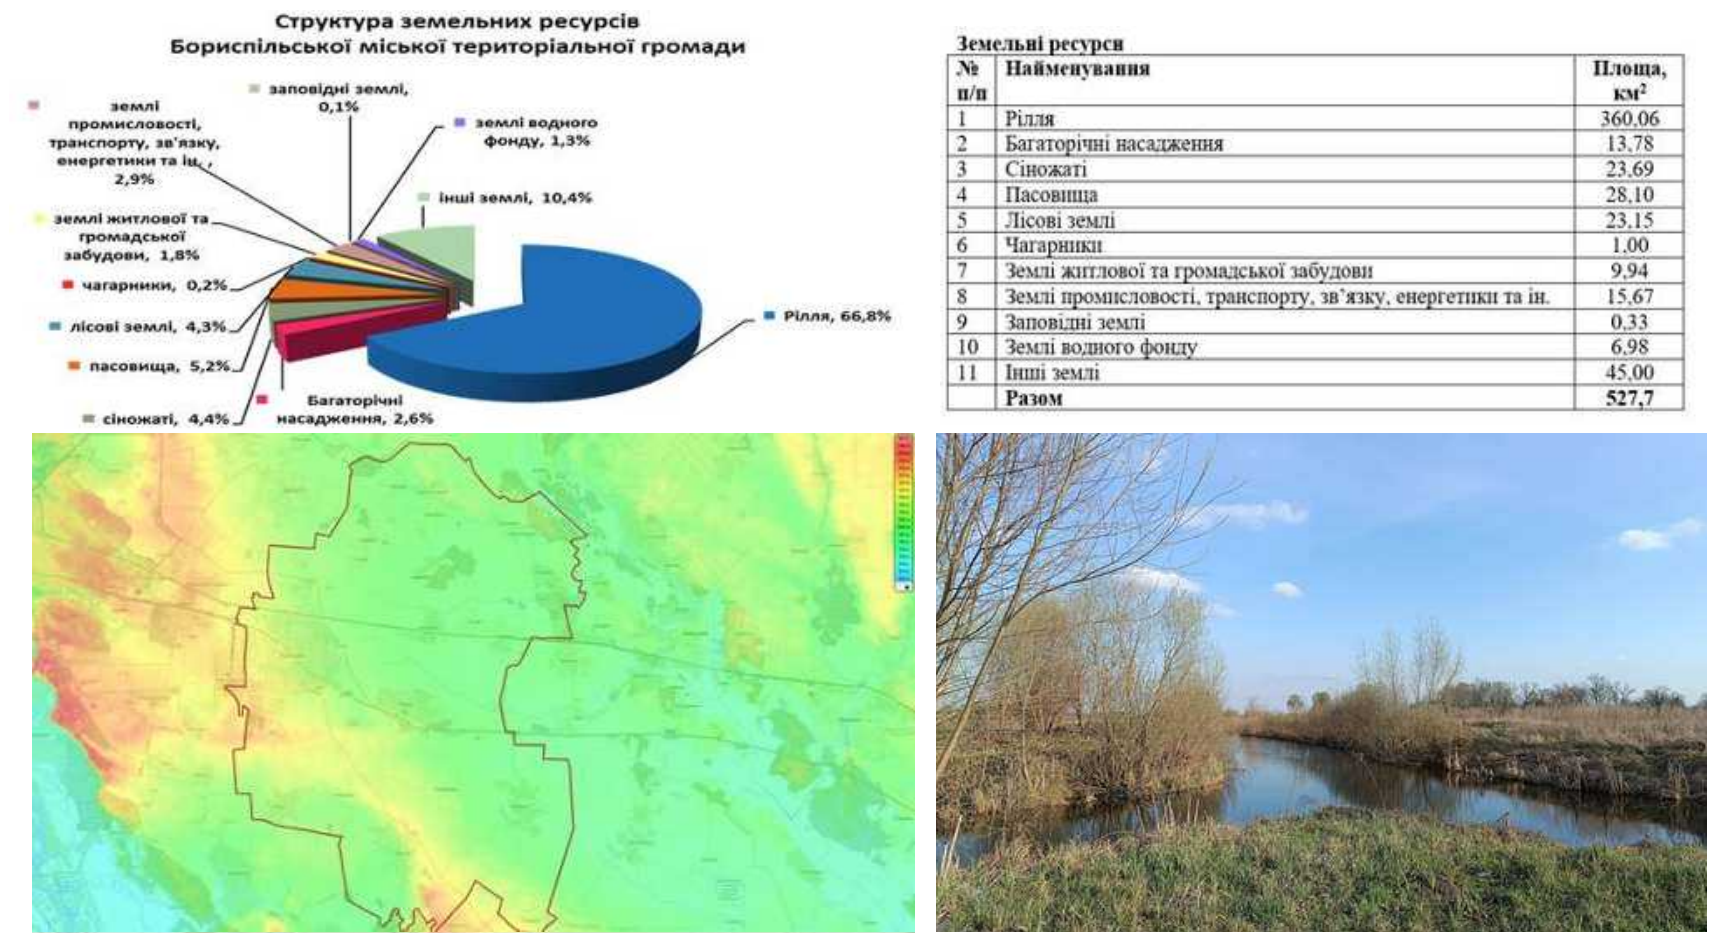 Структура земельних ресурсів
Бориспільської міської територіальної громади
заповідні землі,
0,1%
землі
промисловості,
транспорту, зв'язку,
енергетики та ін. ,
2,9%
землі водного
фонду, 1,3%
інші землі, 10,4%
землі житлової та
громадської
забудови, 1,8%
чагарники, 0,2%
лісові землі, 4,3%
Рілля, 66,8%
пасовища, 5,2%
Багаторічні
насадження, 2,6%
сіножаті, 4,4%
Земельні ресурси
№ Найменування Площа,
п/п км²
1 Рілля 360,06
2 Багаторічні насадження 13,78
3 Сіножаті 23,69
4 Пасовища 28,10
5 Лісові землі 23,15
6 Чагарники 1,00
7 Землі житлової та громадської забудови 9,94
8 Землі промисловості, транспорту, зв’язку, енергетики та ін. 15,67
9 Заповідні землі 0,33
10 Землі водного фонду 6,98
11 Інші землі 45,00
Разом 527,7